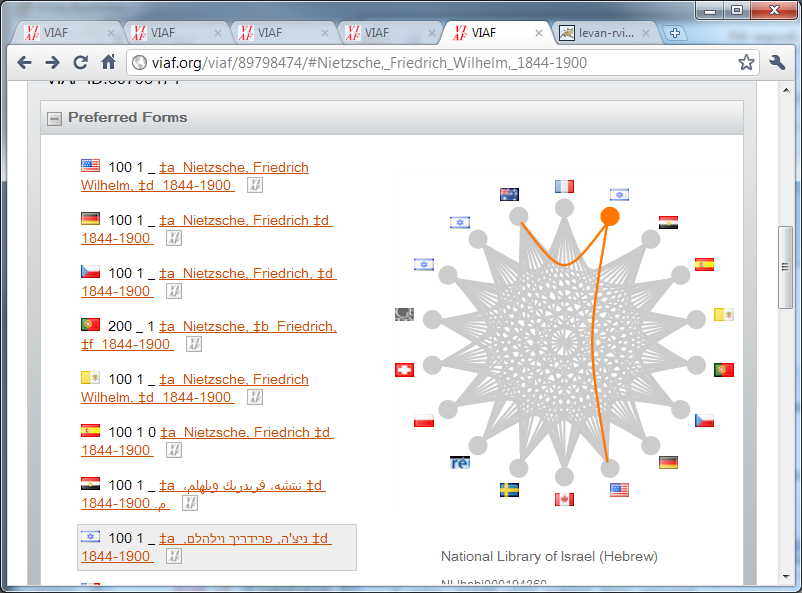 VIAF
VIAF
VIAF
VIAF
VIAF
levan-rvi...
viaf.org/viaf/89798474/#Nietzsche,_Friedrich_Wilhelm,_1844-1900
Preferred Forms
100 1 _ ‡a Nietzsche, Friedrich
Wilhelm, ‡d 1844-1900
100 1 _ ‡a Nietzsche, Friedrich ‡d
1844-1900
100 1 _ ‡a Nietzsche, Friedrich, ‡d
1844-1900
200 _ 1 ‡a Nietzsche, ‡b Friedrich,
‡f 1844-1900
100 1 _ ‡a Nietzsche, Friedrich
Wilhelm, ‡d 1844-1900
100 1 0 ‡a Nietzsche, Friedrich ‡d
1844-1900
100 1 _ ‡a نيتشه، فريدريك ويلهلم، ‡d
1844-1900 م.
100 1 _ ‡a ניצ'ה, פרידריך וילהלם, ‡d
1844-1900
ré
National Library of Israel (Hebrew)